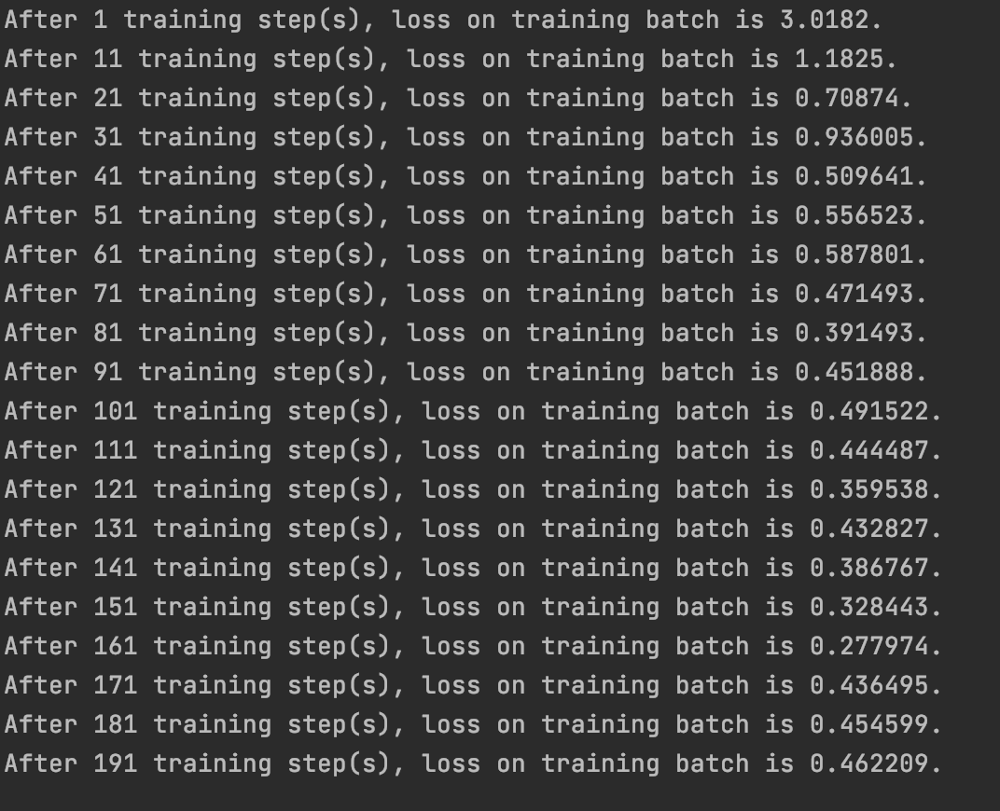 After 1 training step(s), loss on training batch is 3.0182.
After 11 training step(s), loss on training batch is 1.1825.
After 21 training step(s), loss on training batch is 0.70874.
After 31 training step(s), loss on training batch is 0.936005.
After 41 training step(s), loss on training batch is 0.509641.
After 51 training step(s), loss on training batch is 0.556523.
After 61 training step(s), loss on training batch is 0.587801.
After 71 training step(s), loss on training batch is 0.471493.
After 81 training step(s), loss on training batch is 0.391493.
After 91 training step(s), loss on training batch is 0.451888.
After 101 training step(s), loss on training batch is 0.491522.
After 111 training step(s), loss on training batch is 0.444487.
After 121 training step(s), loss on training batch is 0.359538.
After 131 training step(s), loss on training batch is 0.432827.
After 141 training step(s), loss on training batch is 0.386767.
After 151 training step(s), loss on training batch is 0.328443.
After 161 training step(s), loss on training batch is 0.277974.
After 171 training step(s), loss on training batch is 0.436495.
After 181 training step(s), loss on training batch is 0.454599.
After 191 training step(s), loss on training batch is 0.462209.